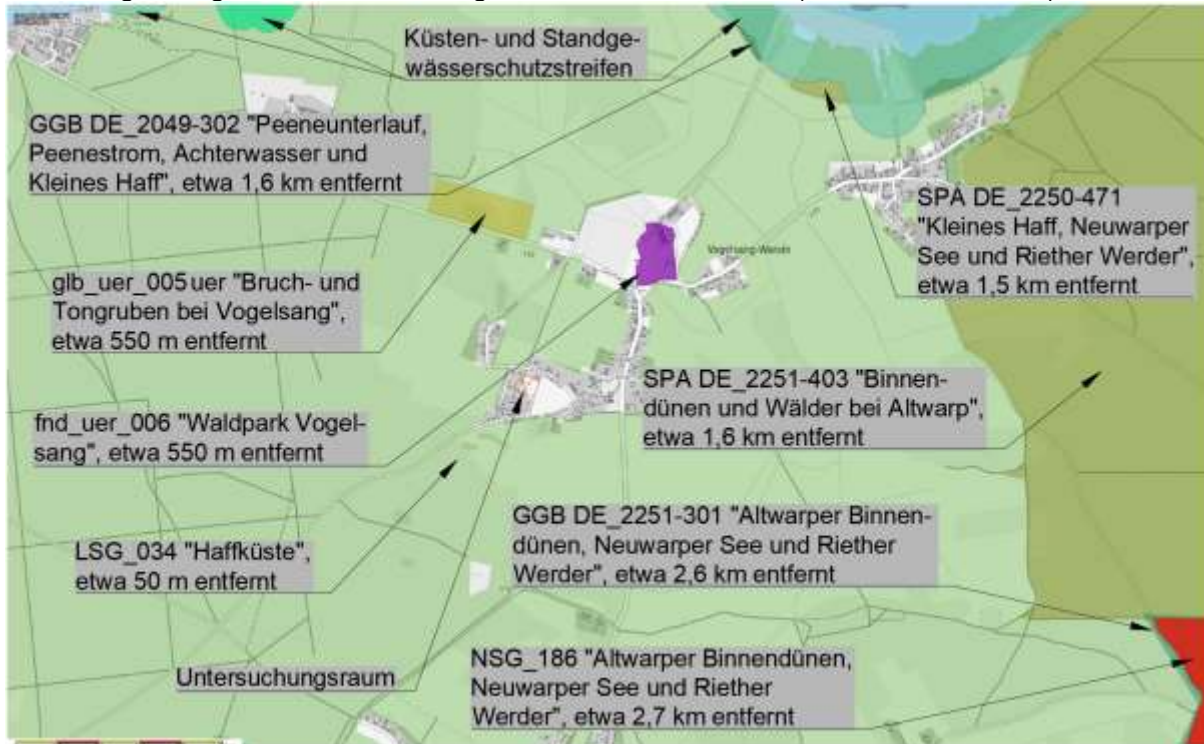 Küsten- und Standge-
wässerschutzstreifen
GGB DE_2049-302 "Peeneunterlauf,
Peenestrom, Achterwasser und
Kleines Haff", etwa 1,6 km entfernt
SPA DE_2250-471
"Kleines Haff, Neuwarper
See und Riether Werder",
etwa 1,5 km entfernt
Vogelsang-Warsin
glb_uer_005uer "Bruch- und
Tongruben bei Vogelsang",
etwa 550 m entfernt
SPA DE_2251-403 "Binnen-
dünen und Wälder bei Altwarp",
etwa 1,6 km entfernt
fnd_uer_006 "Waldpark Vogel-
sang", etwa 550 m entfernt
GGB DE_2251-301 "Altwarper Binnen-
dünen, Neuwarper See und Riether
Werder", etwa 2,6 km entfernt
LSG_034 "Haffküste",
etwa 50 m entfernt
NSG_186 "Altwarper Binnendünen,
Neuwarper See und Riether
Werder", etwa 2,7 km entfernt
Untersuchungsraum